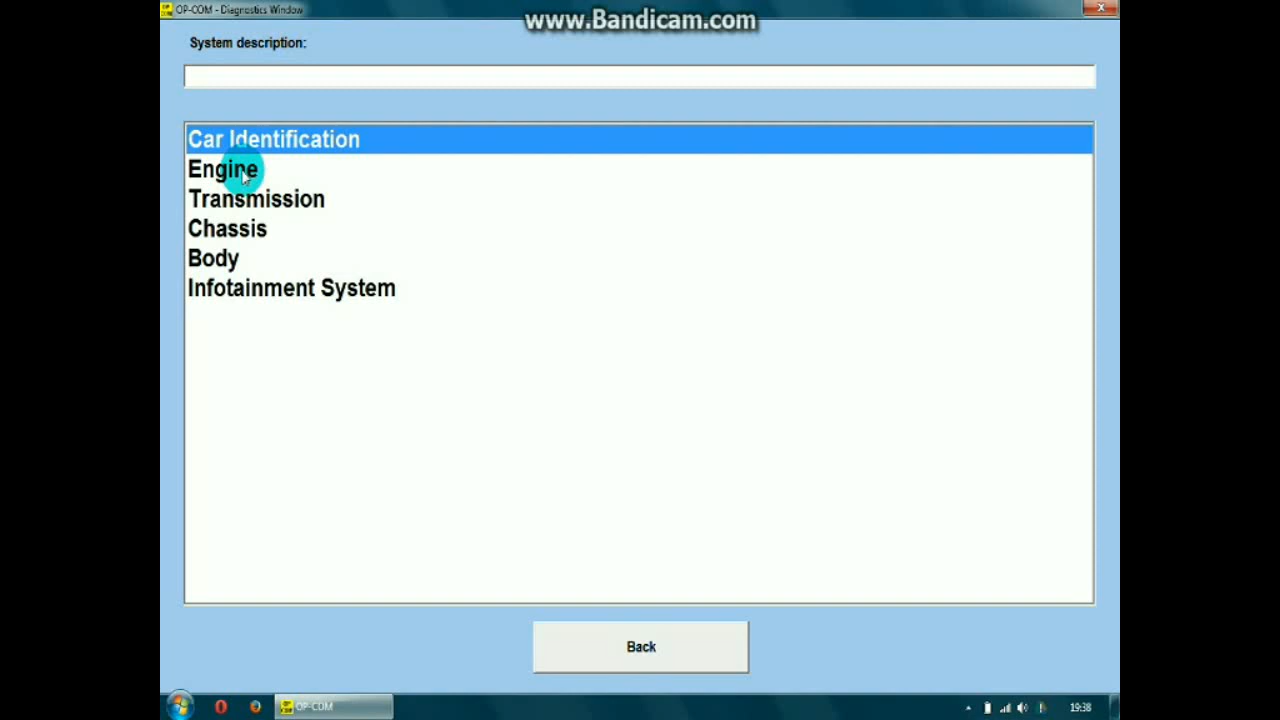 OP-COM - Diagnostics Window
www.Bandicam.com
System description:
Car Identification
Engine
Transmission
Chassis
Body
Infotainment System
Back
OP-COM
19:38